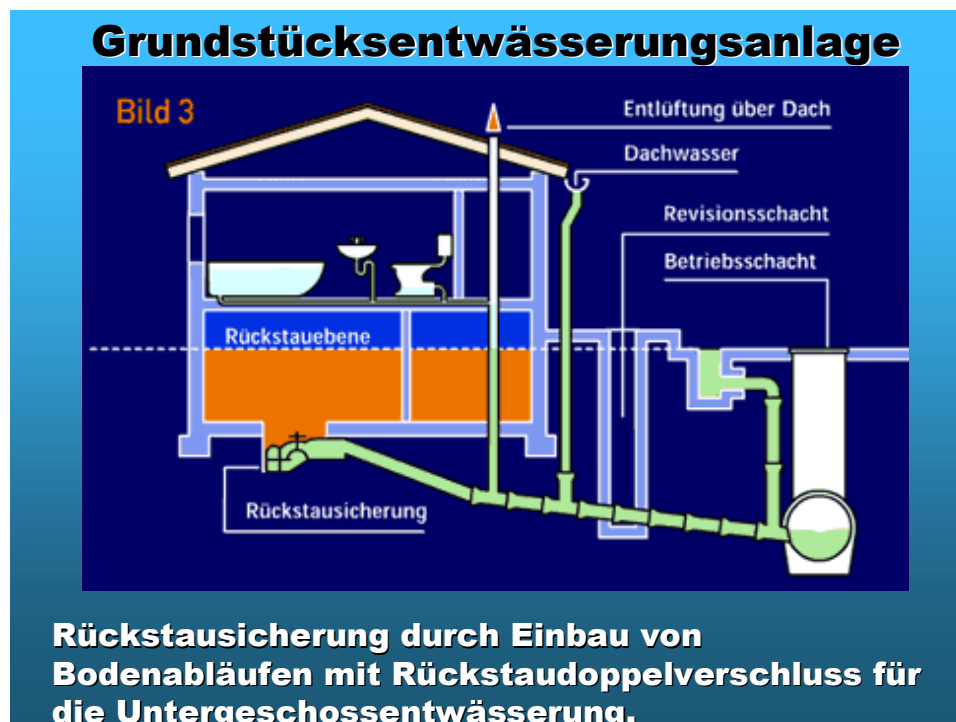 Grundstücksentwässerungsanlage
Bild 3
Entlüftung über Dach
Dachwasser
Revisionsschacht
Betriebsschacht
Rückstauebene
Rückstausicherung
Rückstausicherung durch Einbau von
Bodenabläufen mit Rückstaudoppelverschluss für
die Untergeschossentwässerung.